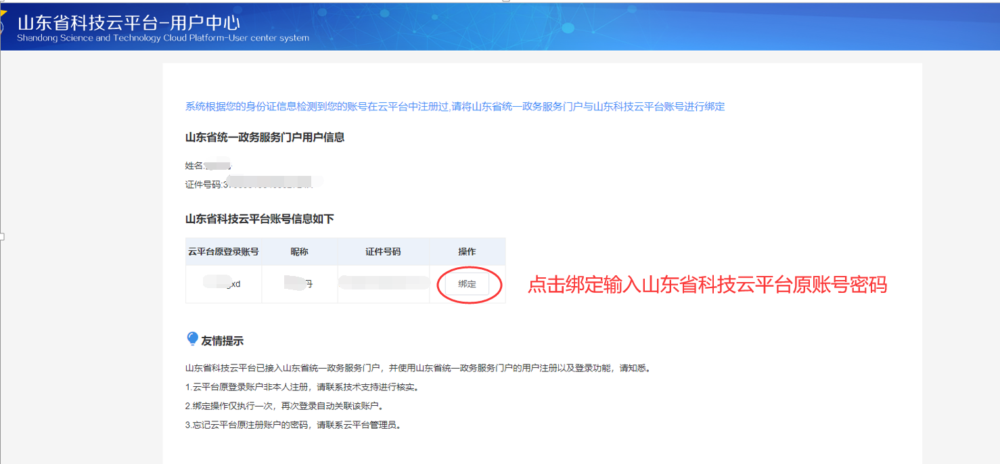 山东省科技云平台-用户中心
Shandong Science and Technology Cloud Platform-User center system
系统根据您的身份证信息检测到您的账号在云平台中注册过,请将山东省统一政务服务门户与山东科技云平台账号进行绑定
山东省统一政务服务门户用户信息
姓名:
证件号码:3
山东省科技云平台账号信息如下
云平台原登录账号 昵称 证件号码 操作
xd 丹 绑定
点击绑定输入山东省科技云平台原账号密码
友情提示
山东省科技云平台已接入山东省统一政务服务门户，并使用山东省统一政务服务门户的用户注册以及登录功能，请知悉。
1.云平台原登录账户非本人注册，请联系技术支持进行核实。
2.绑定操作仅执行一次，再次登录自动关联该账户。
3.忘记云平台原注册账户的密码，请联系云平台管理员。